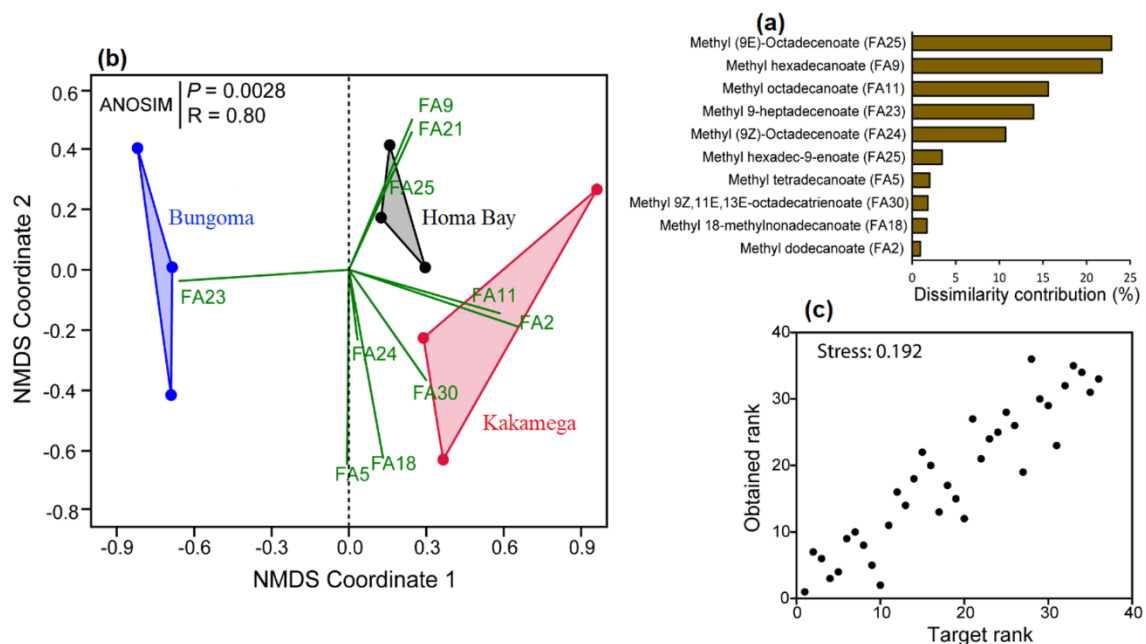 (b)
ANOSIM
P = 0.0028
R = 0.80
FA9
FA21
FA25
Bungoma
Homa Bay
FA23
FA11
FA2
FA24
FA30
Kakamega
FA18
FA5
0.6
0.4
0.2
0.0
-0.2
-0.4
-0.6
-0.8
NMDS Coordinate 2
-0.9
-0.6
-0.3
0.0
0.3
0.6
0.9
NMDS Coordinate 1
(a)
Methyl (9E)-Octadecenoate (FA25)
Methyl hexadecanoate (FA9)
Methyl octadecanoate (FA11)
Methyl 9-heptadecenoate (FA23)
Methyl (9Z)-Octadecenoate (FA24)
Methyl hexadec-9-enoate (FA25)
Methyl tetradecanoate (FA5)
Methyl 9Z,11E,13E-octadecatrienoate (FA30)
Methyl 18-methylnonadecanoate (FA18)
Methyl dodecanoate (FA2)
0 5 10 15 20 25
Dissimilarity contribution (%)
(c)
Stress: 0.192
40
30
20
10
0
Obtained rank
0 10 20 30 40
Target rank